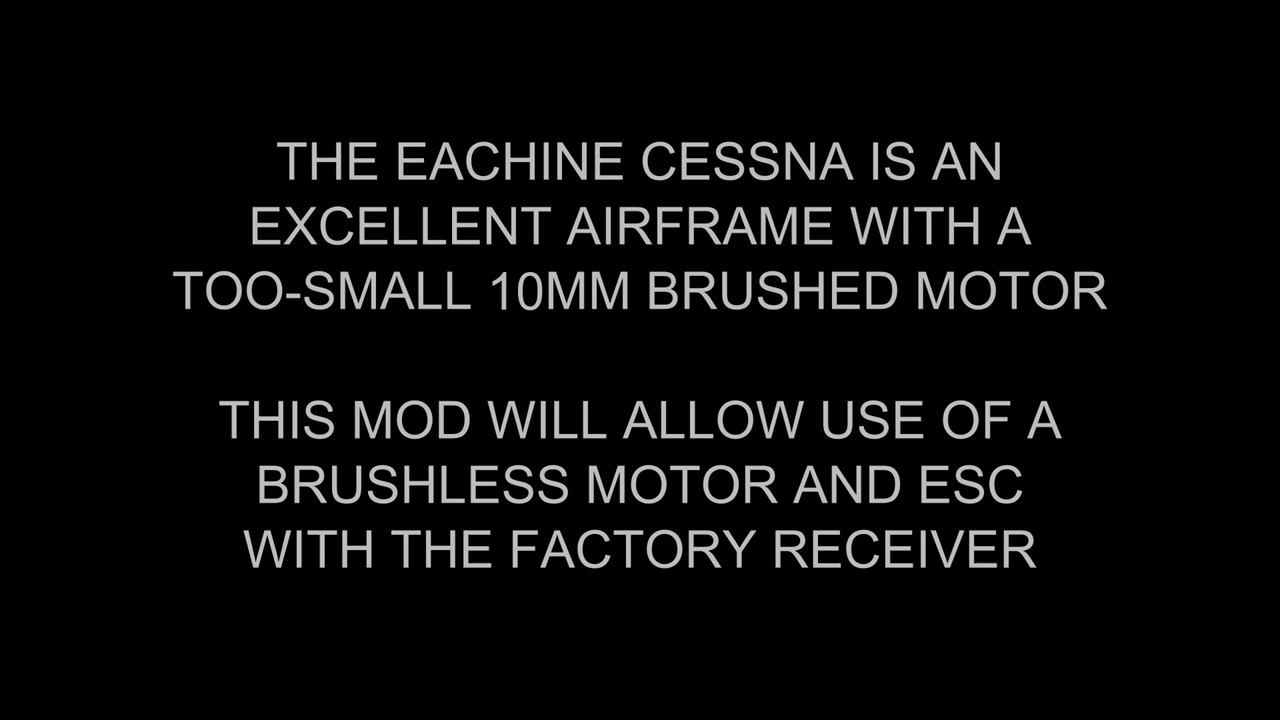 THE EACHINE CESSNA IS AN
EXCELLENT AIRFRAME WITH A
TOO-SMALL 10MM BRUSHED MOTOR
THIS MOD WILL ALLOW USE OF A
BRUSHLESS MOTOR AND ESC
WITH THE FACTORY RECEIVER